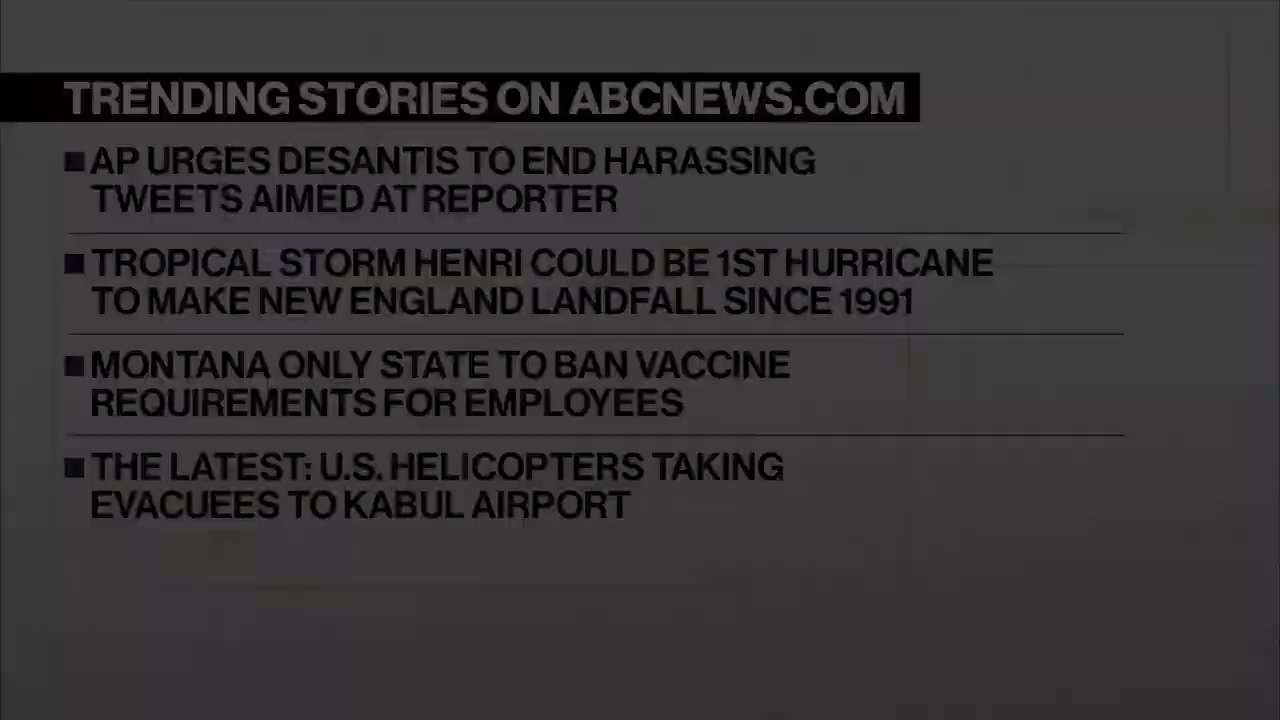 TRENDING STORIES ON ABCNEWS.COM
AP URGES DESANTIS TO END HARASSING
TWEETS AIMED AT REPORTER
TROPICAL STORM HENRI COULD BE 1ST HURRICANE
TO MAKE NEW ENGLAND LANDFALL SINCE 1991
MONTANA ONLY STATE TO BAN VACCINE
REQUIREMENTS FOR EMPLOYEES
THE LATEST: U.S. HELICOPTERS TAKING
EVACUEES TO KABUL AIRPORT